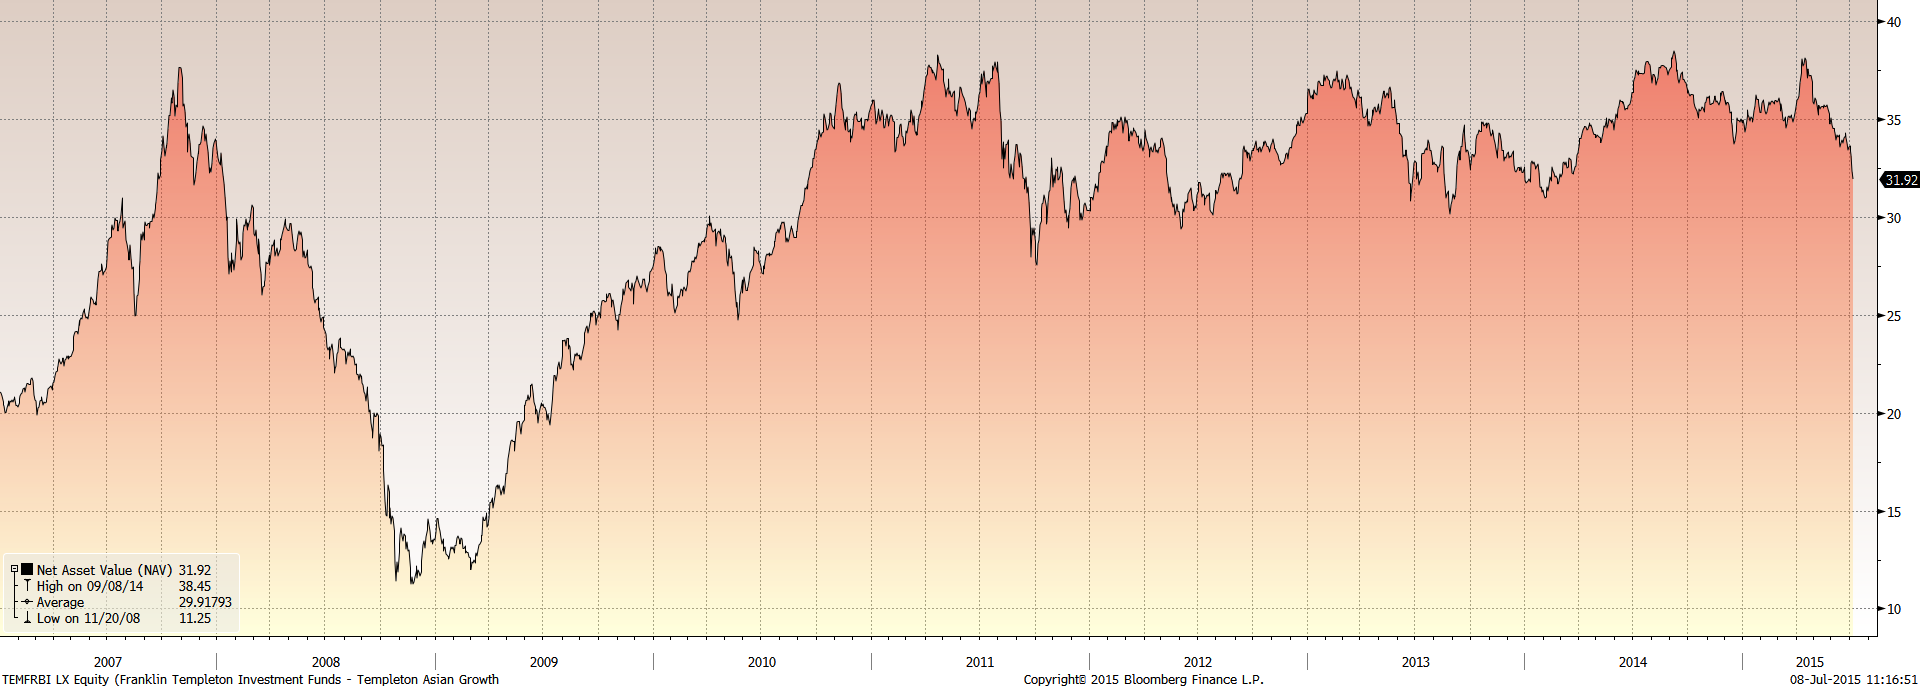 40
35
31.92
30
25
20
15
10
Net Asset Value (NAV) 31.92
High on 09/08/14 38.45
Average 29.91793
Low on 11/20/08 11.25
2007 2008 2009 2010 2011 2012 2013 2014 2015
TEMFRBI LX Equity (Franklin Templeton Investment Funds - Templeton Asian Growth Copyright© 2015 Bloomberg Finance L.P. 08-Jul-2015 11:16:51